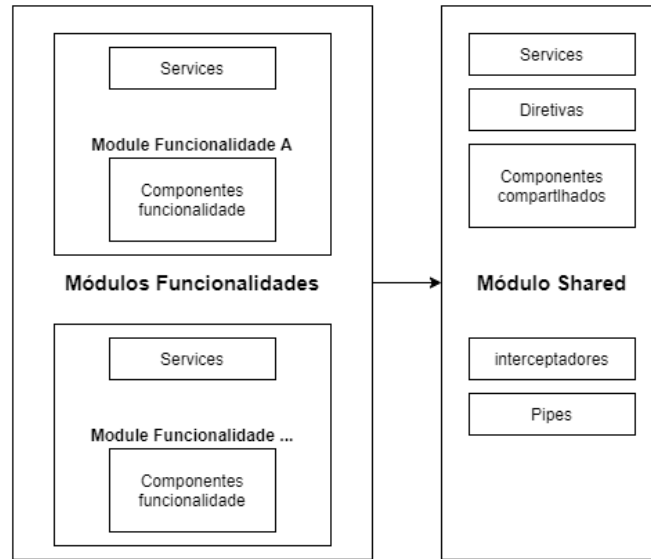 Services
Module Funcionalidade A
Componentes
funcionalidade
Módulos Funcionalidades
Services
Module Funcionalidade ...
Componentes
funcionalidade
Services
Diretivas
Componentes
compartlhados
Módulo Shared
interceptadores
Pipes